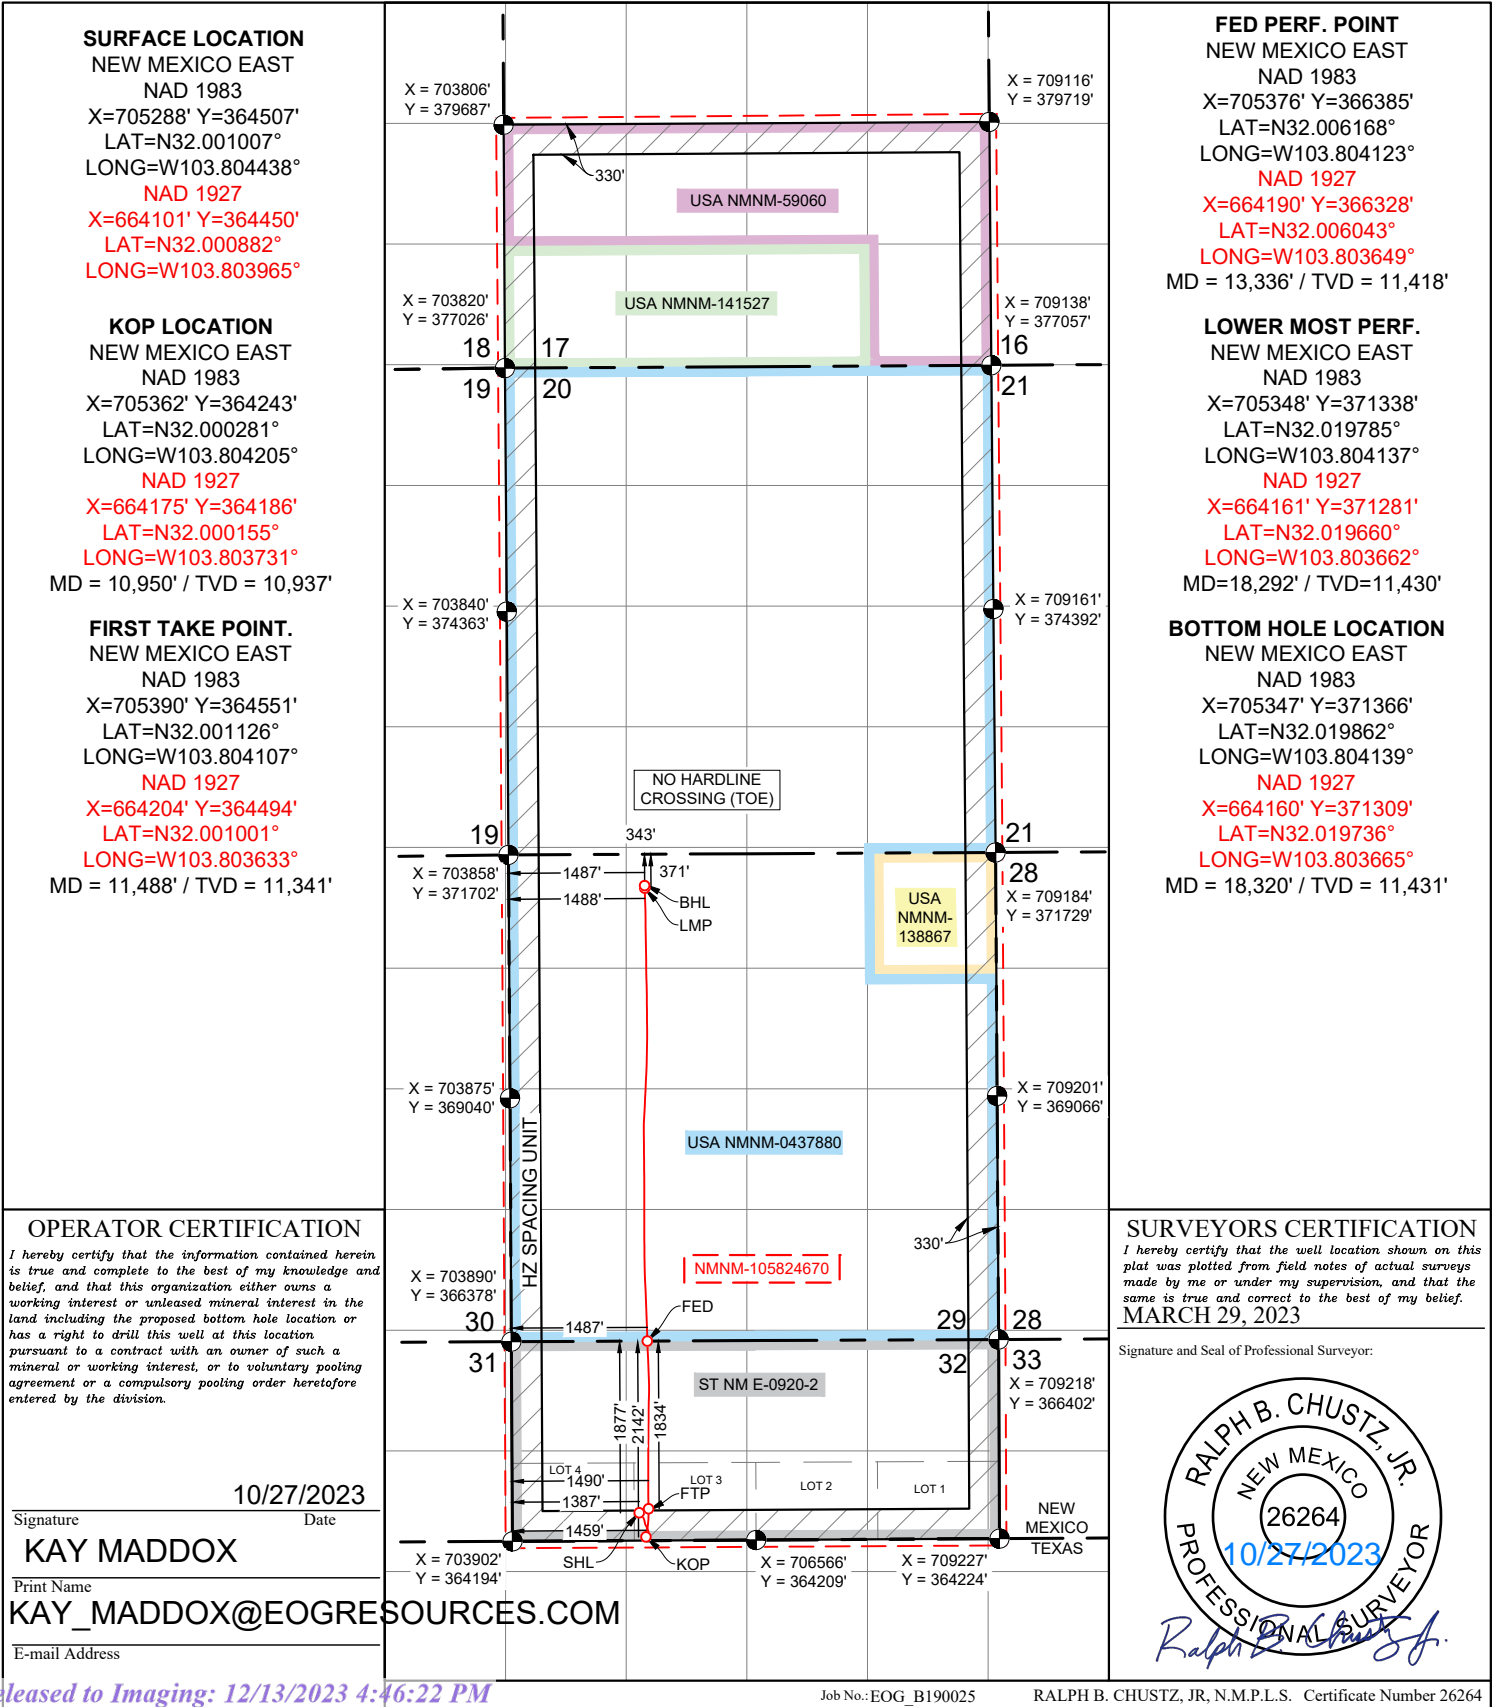 SURFACE LOCATION
NEW MEXICO EAST
NAD 1983
X=705288' Y=364507'
LAT=N32.001007°
LONG=W103.804438°
NAD 1927
X=664101' Y=364450'
LAT=N32.000882°
LONG=W103.803965°
KOP LOCATION
NEW MEXICO EAST
NAD 1983
X=705362' Y=364243'
LAT=N32.000281°
LONG=W103.804205°
NAD 1927
X=664175' Y=364186'
LAT=N32.000155°
LONG=W103.803731°
MD = 10,950' / TVD = 10,937'
FIRST TAKE POINT.
NEW MEXICO EAST
NAD 1983
X=705390' Y=364551'
LAT=N32.001126°
LONG=W103.804107°
NAD 1927
X=664204' Y=364494'
LAT=N32.001001°
LONG=W103.803633°
MD = 11,488' / TVD = 11,341'
OPERATOR CERTIFICATION
I hereby certify that the information contained herein
is true and complete to the best of my knowledge and
belief, and that this organization either owns a
working interest or unleased mineral interest in the
land including the proposed bottom hole location or
has a right to drill this well at this location
pursuant to a contract with an owner of such a
mineral or working interest, or to voluntary pooling
agreement or a compulsory pooling order heretofore
entered by the division.
10/27/2023
Signature Date
KAY MADDOX
Print Name
KAY_MADDOX@EOGRESOURCES.COM
E-mail Address
X = 703806'
Y = 379687'
X = 709116'
Y = 379719'
330'
USA NMNM-59060
USA NMNM-141527
X = 703820'
Y = 377026'
X = 709138'
Y = 377057'
18 17 16
19 20 21
X = 703840'
Y = 374363'
X = 709161'
Y = 374392'
NO HARDLINE
CROSSING (TOE)
19 343' 21
X = 703858'
Y = 371702'
1487' 371'
1488'
BHL
LMP
28
X = 709184'
Y = 371729'
USA
NMNM-
138867
X = 703875'
Y = 369040'
X = 709201'
Y = 369066'
HZ SPACING UNIT
USA NMNM-0437880
330'
NMNM-105824670
X = 703890'
Y = 366378'
FED
30 1487' 29 28
31 32 33
X = 709218'
Y = 366402'
ST NM E-0920-2
1877'
2142'
1834'
LOT 4
LOT 3
LOT 2
LOT 1
1490'
FTP
1387'
1459'
NEW
MEXICO
TEXAS
SHL
KOP
X = 703902'
Y = 364194'
X = 706566'
Y = 364209'
X = 709227'
Y = 364224'
FED PERF. POINT
NEW MEXICO EAST
NAD 1983
X=705376' Y=366385'
LAT=N32.006168°
LONG=W103.804123°
NAD 1927
X=664190' Y=366328'
LAT=N32.006043°
LONG=W103.803649°
MD = 13,336' / TVD = 11,418'
LOWER MOST PERF.
NEW MEXICO EAST
NAD 1983
X=705348' Y=371338'
LAT=N32.019785°
LONG=W103.804137°
NAD 1927
X=664161' Y=371281'
LAT=N32.019660°
LONG=W103.803662°
MD=18,292' / TVD=11,430'
BOTTOM HOLE LOCATION
NEW MEXICO EAST
NAD 1983
X=705347' Y=371366'
LAT=N32.019862°
LONG=W103.804139°
NAD 1927
X=664160' Y=371309'
LAT=N32.019736°
LONG=W103.803665°
MD = 18,320' / TVD = 11,431'
SURVEYORS CERTIFICATION
I hereby certify that the well location shown on this
plat was plotted from field notes of actual surveys
made by me or under my supervision, and that the
same is true and correct to the best of my belief.
MARCH 29, 2023
Signature and Seal of Professional Surveyor:
RALPH B. CHUSTZ, JR.
NEW MEXICO
26264
10/27/2023
PROFESSIONAL SURVEYOR
Ralph B. Chustz Jr.
eleased to Imaging: 12/13/2023 4:46:22 PM
Job No.: EOG_B190025
RALPH B. CHUSTZ, JR, N.M.P.L.S. Certificate Number 26264